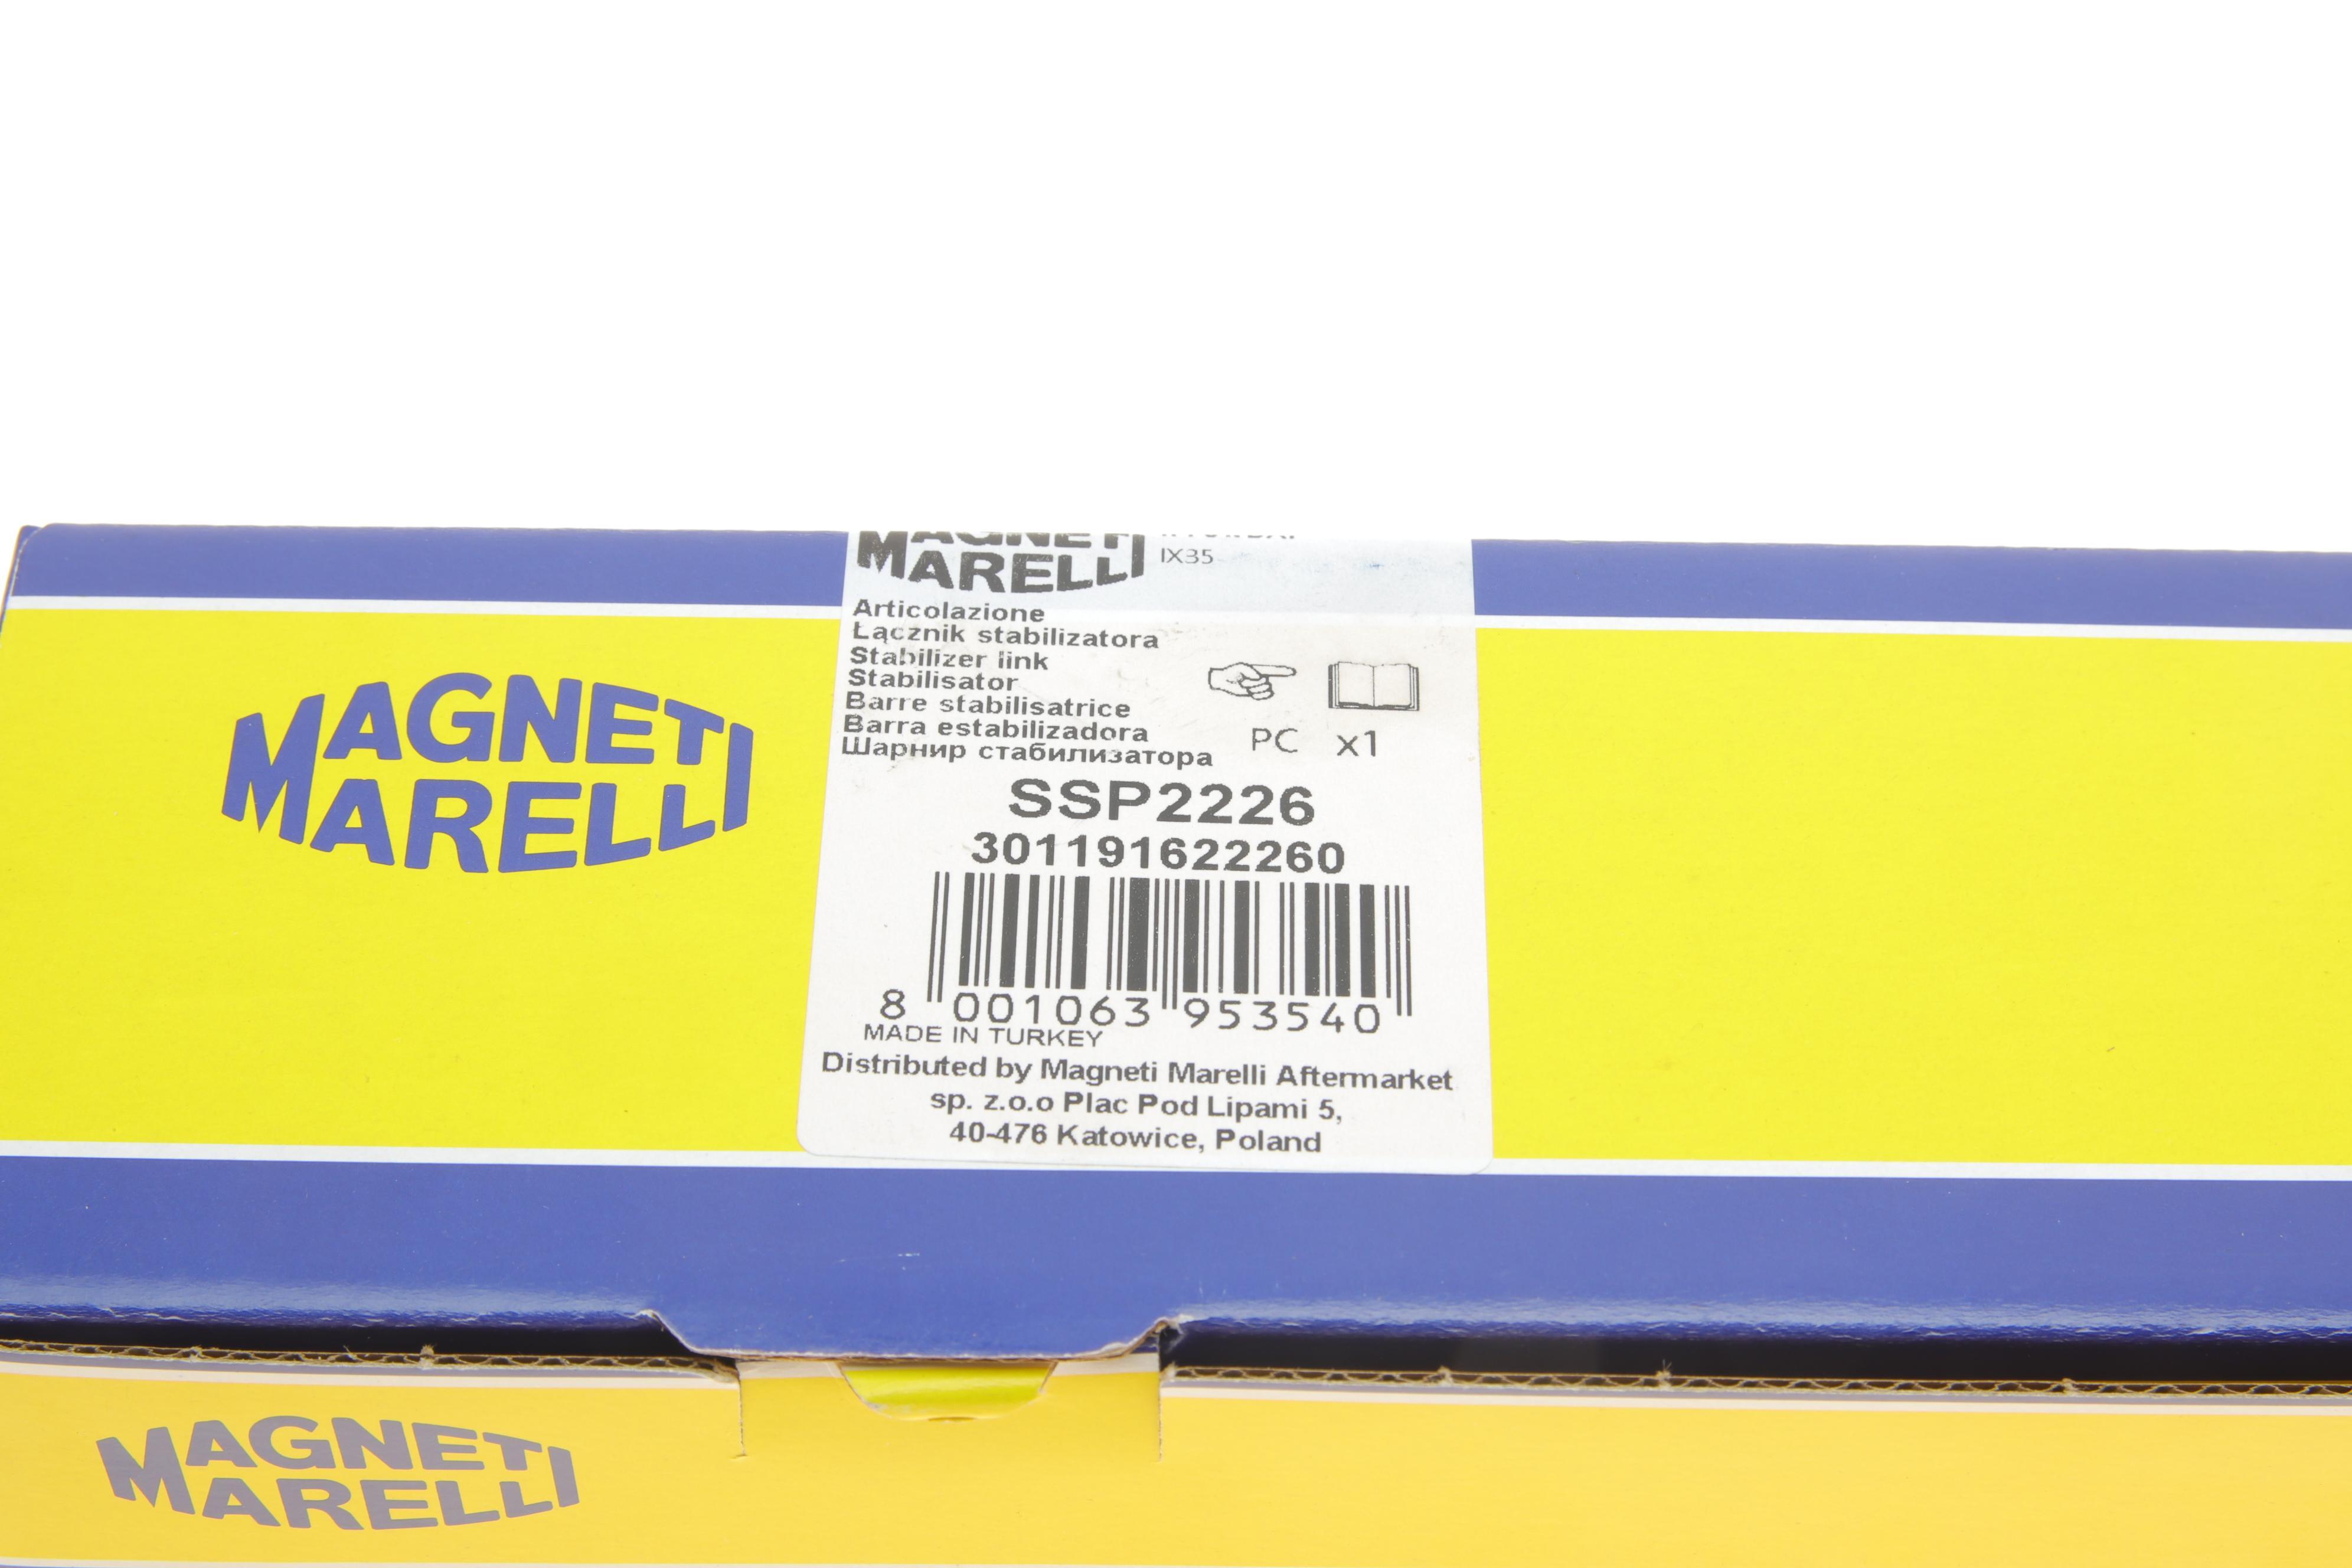 MAGNETI
MARELLI
IX35
Articolazione
Łącznik stabilizatora
Stabilizer link
Stabilisator
Barre stabilisatrice
Barra estabilizadora
Шарнир стабилизатора
PC x1
SSP2226
301191622260
8 001063 953540
MADE IN TURKEY
Distributed by Magneti Marelli Aftermarket
sp. z.o.o Plac Pod Lipami 5,
40-476 Katowice, Poland
MAGNETI
MARELLI
MAGNETI
MARELLI